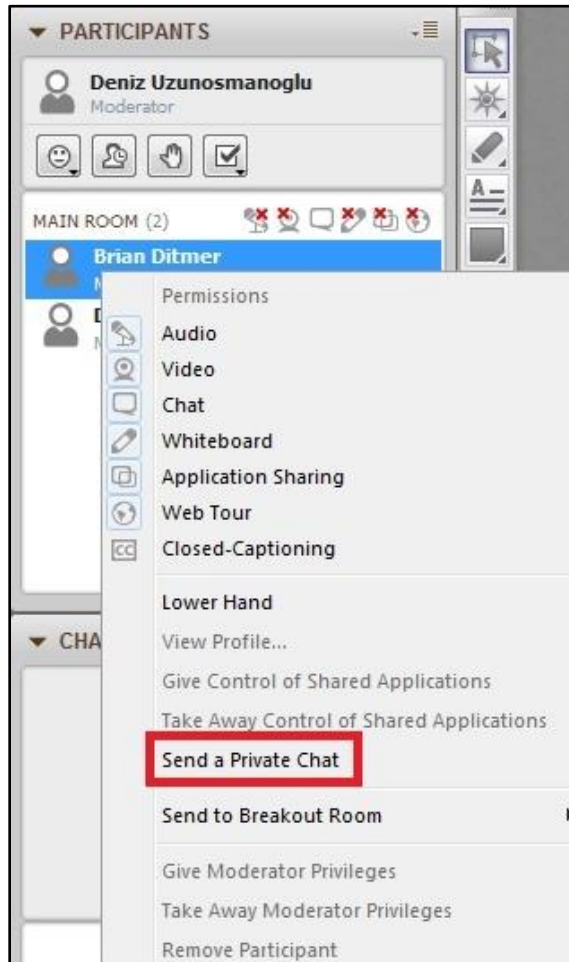 PARTICIPANTS
Deniz Uzunosmanoglu
Moderator
MAIN ROOM (2)
Brian Ditmer
Permissions
Audio
Video
Chat
Whiteboard
Application Sharing
Web Tour
CC Closed-Captioning
Lower Hand
View Profile...
CHA
Give Control of Shared Applications
Take Away Control of Shared Applications
Send a Private Chat
Send to Breakout Room
Give Moderator Privileges
Take Away Moderator Privileges
Remove Participant